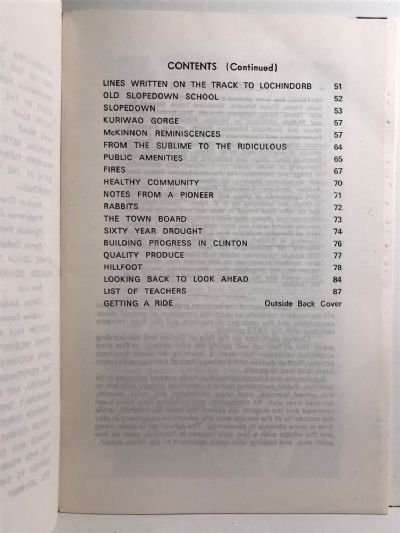 CONTENTS (Continued)
LINES WRITTEN ON THE TRACK TO LOCHINDORB 51
OLD SLOPEDOWN SCHOOL 52
SLOPEDOWN 53
KURIWAO GORGE 57
McKINNON REMINISCENCES 57
FROM THE SUBLIME TO THE RIDICULOUS 64
PUBLIC AMENITIES 65
FIRES 67
HEALTHY COMMUNITY 70
NOTES FROM A PIONEER 71
RABBITS 72
THE TOWN BOARD 73
SIXTY YEAR DROUGHT 74
BUILDING PROGRESS IN CLINTON 76
QUALITY PRODUCE 77
HILLFOOT 78
LOOKING BACK TO LOOK AHEAD 84
LIST OF TEACHERS 87
GETTING A RIDE Outside Back Cover